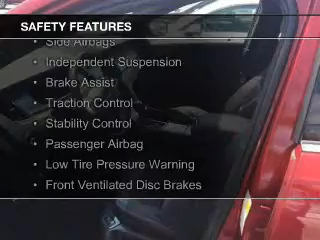 SAFETY FEATURES
• Side Airbags
• Independent Suspension
• Brake Assist
• Traction Control
• Stability Control
• Passenger Airbag
• Low Tire Pressure Warning
• Front Ventilated Disc Brakes